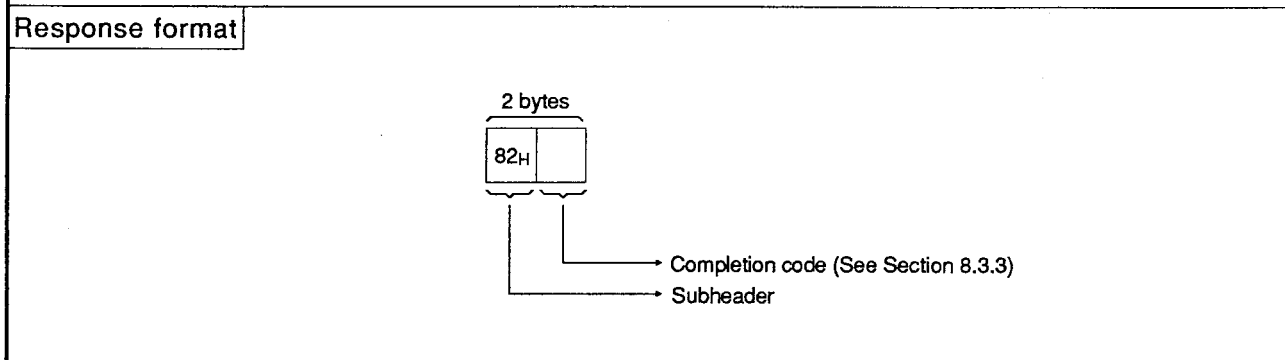 Response format
2 bytes
82H
Completion code (See Section 8.3.3)
Subheader